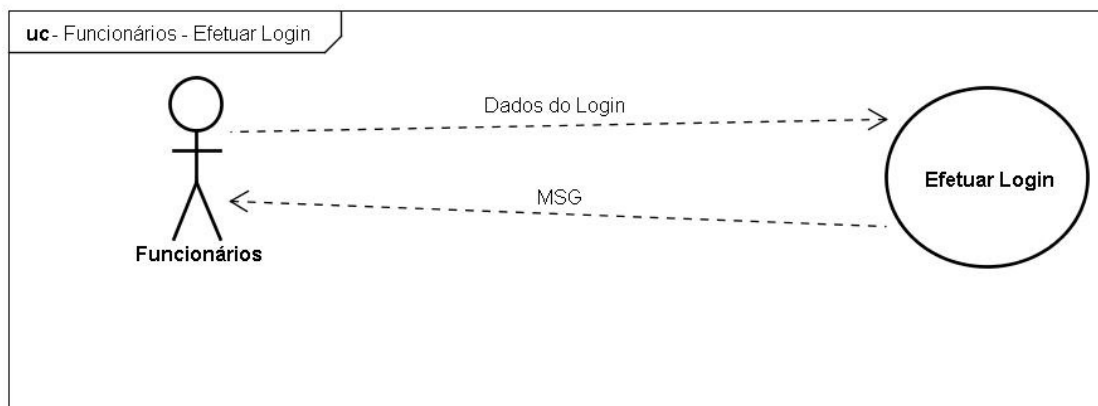 uc - Funcionários - Efetuar Login
Dados do Login
Efetuar Login
MSG
Funcionários